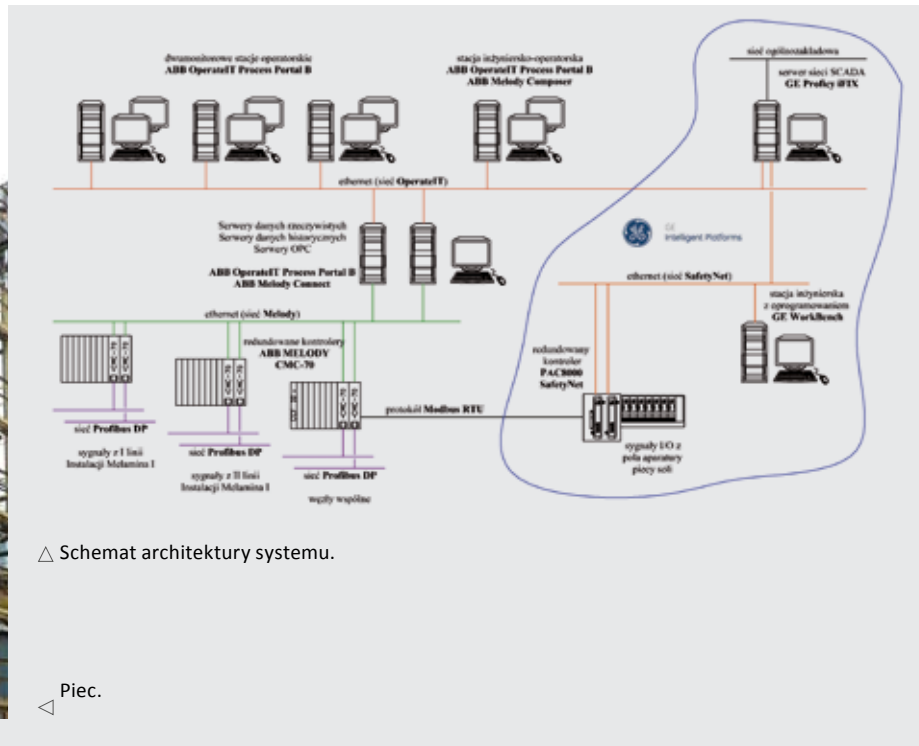 dwumonitorowe stacje operatorskie
ABB OperateIT Process Portal B
stacja inżyniersko-operatorska
ABB OperateIT Process Portal B
ABB Melody Composer
sieć ogólnozakładowa
serwer sieci SCADA
GE Proficy iFIX
ethernet (sieć OperateIT)
Serwery danych rzeczywistych
Serwery danych historycznych
Serwery OPC
ABB OperateIT Process Portal B
ABB Melody Connect
GE
Intelligent Platforms
ethernet (sieć SafetyNet)
stacja inżynierska
z oprogramowaniem
GE WorkBench
ethernet (sieć Melody)
redundowane kontrolery
ABB MELODY
CMC-70
redundowany
kontroler
PAC8000
SafetyNet
protokół Modbus RTU
sieć Profibus DP
sygnały z I linii
Instalacji Melamina I
sieć Profibus DP
sygnały z II linii
Instalacji Melamina I
sieć Profibus DP
węzły wspólne
sygnały I/O z
pola aparatury
piecy soli
△ Schemat architektury systemu.
◁ Piec.